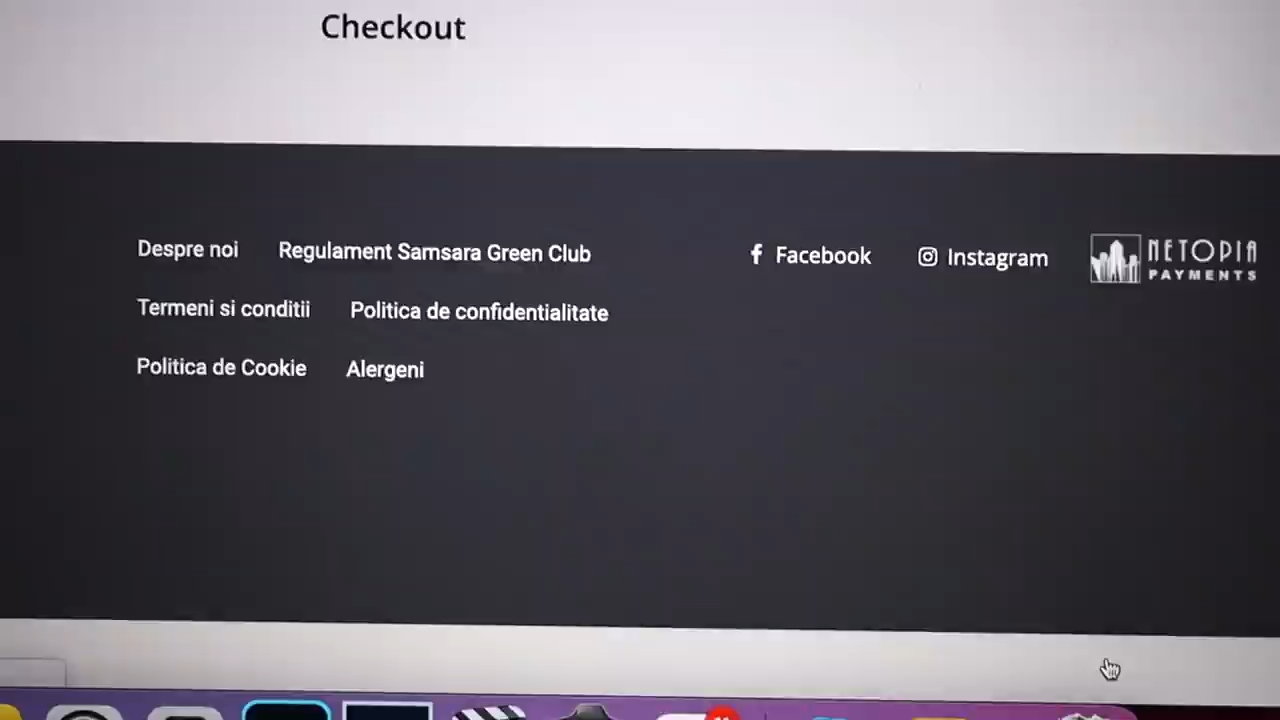 Checkout
Despre noi Regulament Samsara Green Club
Facebook Instagram NETOPIA PAYMENTS
Termeni si conditii Politica de confidentialitate
Politica de Cookie Alergeni